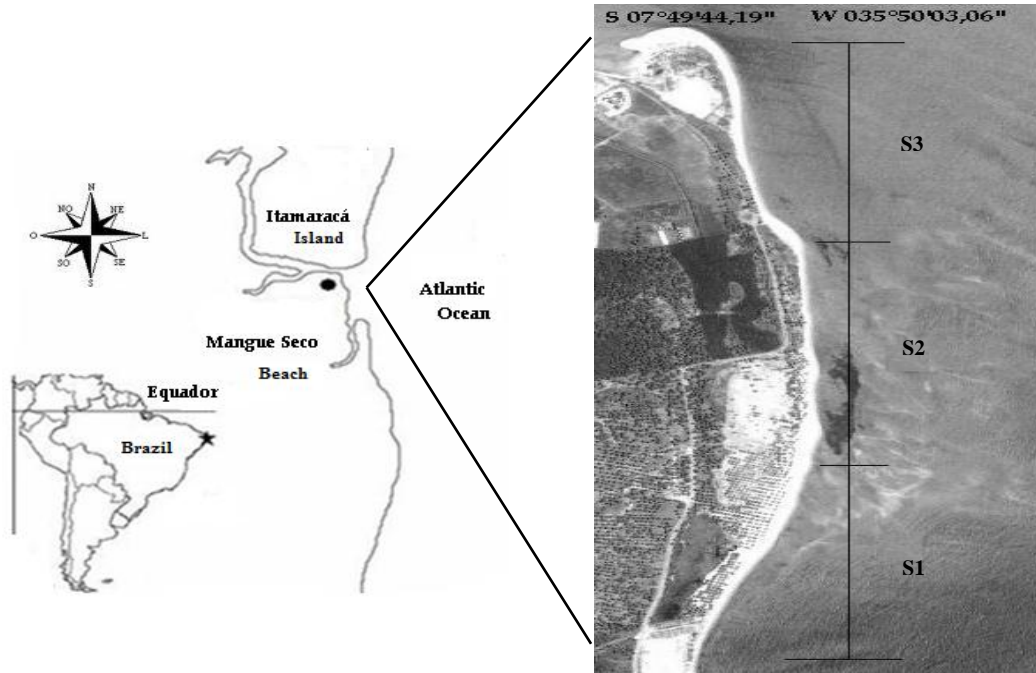 S 07°49'44,19" W 035°50'03,06"
S3
S2
S1
N
NO
NE
O
L
SO
SE
S
Itamaracá
Island
Atlantic
Ocean
Mangue Seco
Beach
Equador
Brazil